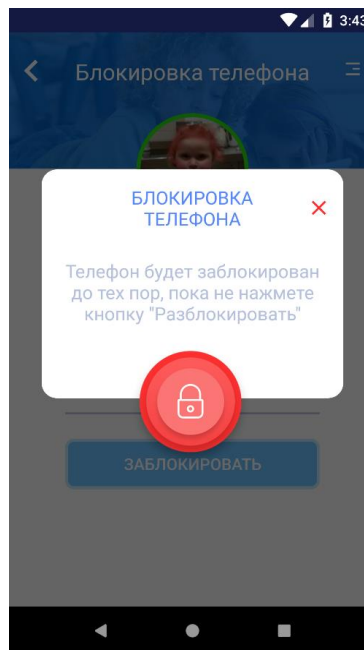 3:43
Блокировка телефона
БЛОКИРОВКА
ТЕЛЕФОНА
Телефон будет заблокирован
до тех пор, пока не нажмете
кнопку "Разблокировать"
ЗАБЛОКИРОВАТЬ